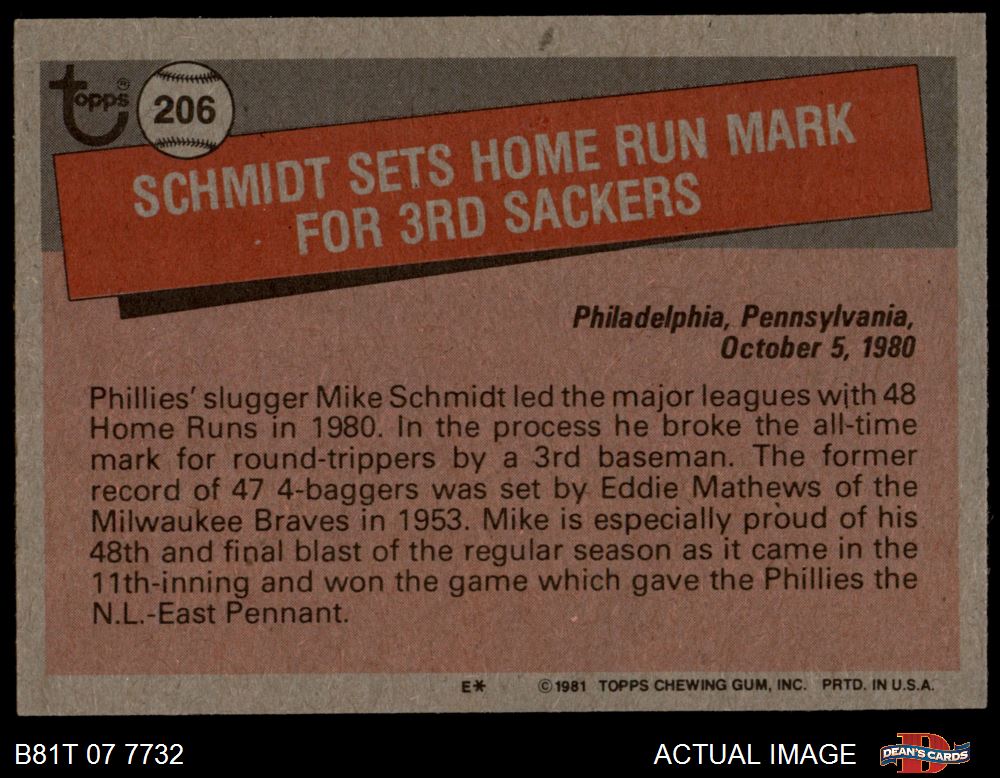 topps®
206
SCHMIDT SETS HOME RUN MARK
FOR 3RD SACKERS
Philadelphia, Pennsylvania,
October 5, 1980
Phillies' slugger Mike Schmidt led the major leagues with 48
Home Runs in 1980. In the process he broke the all-time
mark for round-trippers by a 3rd baseman. The former
record of 47 4-baggers was set by Eddie Mathews of the
Milwaukee Braves in 1953. Mike is especially proud of his
48th and final blast of the regular season as it came in the
11th-inning and won the game which gave the Phillies the
N.L.-East Pennant.
E* ©1981 TOPPS CHEWING GUM, INC. PRTD. IN U.S.A.
B81T 07 7732 ACTUAL IMAGE D DEAN'S CARDS